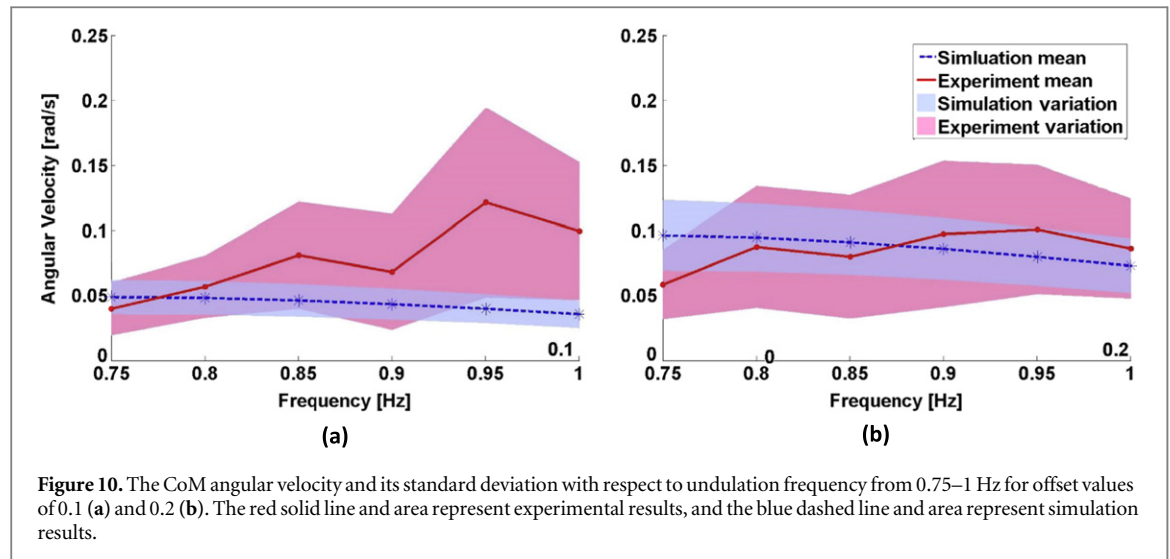 0.25
0.2
0.15
0.1
0.05
0
Angular Velocity [rad/s]
0.1
0.75 0.8 0.85 0.9 0.95 1
Frequency [Hz]
(a)
0.25
0.2
0.15
0.1
0.05
0
Simluation mean
Experiment mean
Simulation variation
Experiment variation
0
0.2
0.75 0.8 0.85 0.9 0.95 1
Frequency [Hz]
(b)
Figure 10. The CoM angular velocity and its standard deviation with respect to undulation frequency from 0.75–1 Hz for offset values
of 0.1 (a) and 0.2 (b). The red solid line and area represent experimental results, and the blue dashed line and area represent simulation
results.